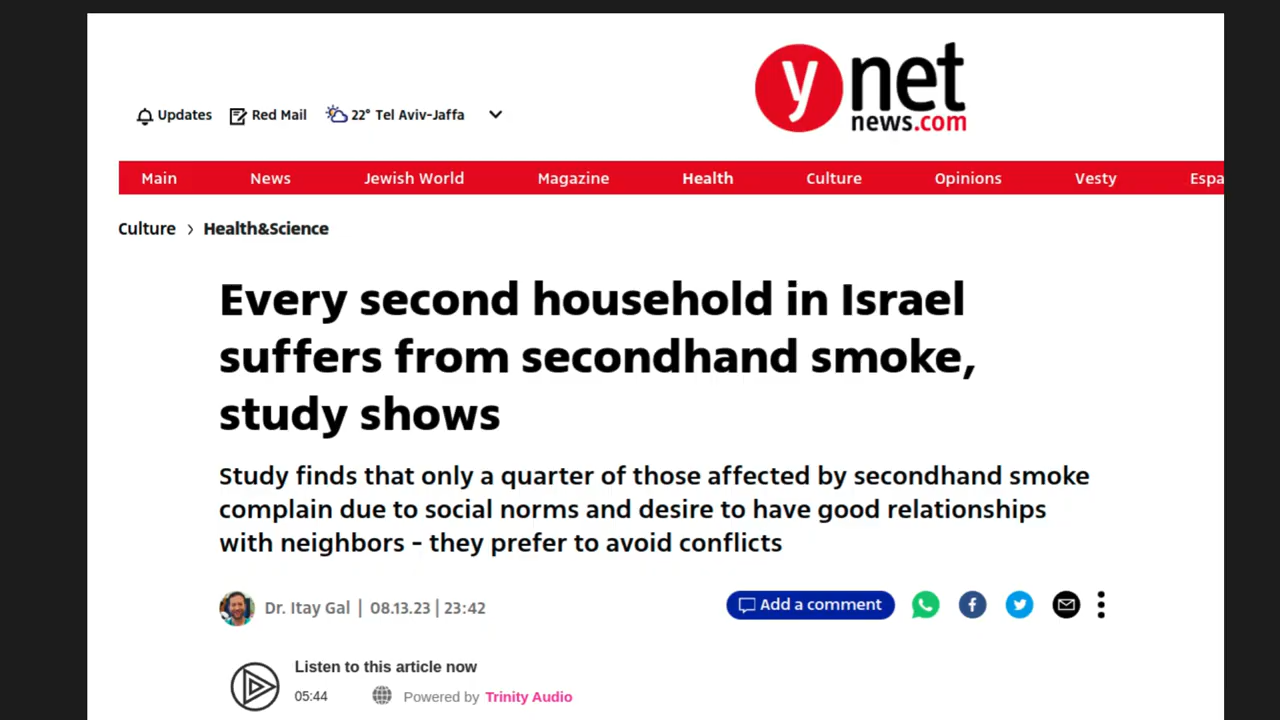 ynet
news.com
Updates Red Mail 22° Tel Aviv-Jaffa
Main News Jewish World Magazine Health Culture Opinions Vesty Espa
Culture > Health&Science
Every second household in Israel
suffers from secondhand smoke,
study shows
Study finds that only a quarter of those affected by secondhand smoke
complain due to social norms and desire to have good relationships
with neighbors - they prefer to avoid conflicts
Dr. Itay Gal | 08.13.23 | 23:42 Add a comment
Listen to this article now
05:44 Powered by Trinity Audio